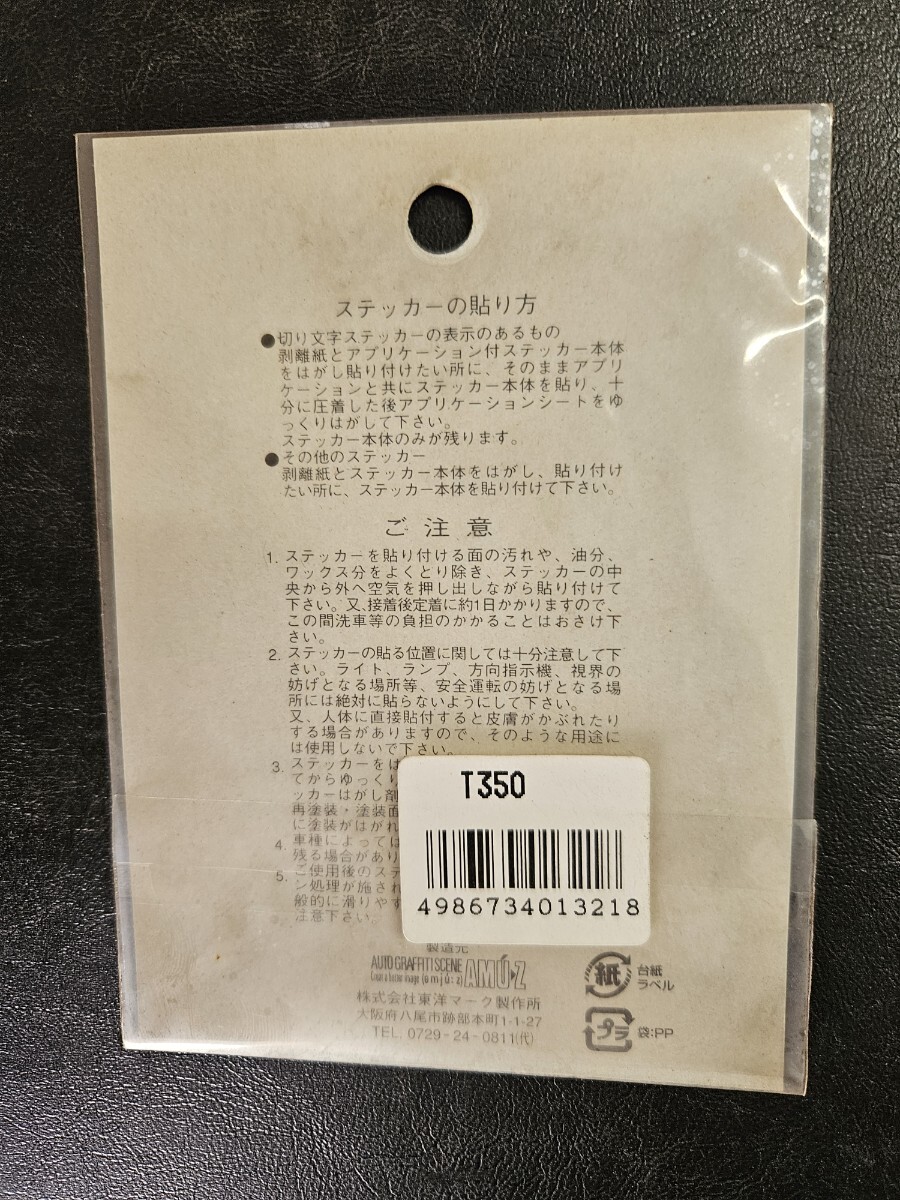 ステッカーの貼り方
●切り文字ステッカーの表示のあるもの
剥離紙とアプリケーション付ステッカー本体
をはがし貼り付けたい所に、そのままアプリ
ケーションと共にステッカー本体を貼り、十
分に圧着した後アプリケーションシートをゆ
っくりはがして下さい。
ステッカー本体のみが残ります。
●その他のステッカー
剥離紙とステッカー本体をはがし、貼り付け
たい所に、ステッカー本体を貼り付けて下さい。
ご注意
1. ステッカーを貼り付ける面の汚れや、油分、
ワックス分をよくとり除き、ステッカーの中
央から外へ空気を押し出しながら貼り付けて
下さい。又、接着後定着に約1日かかりますので、
この間洗車等の負担のかかることはおさけ下
さい。
2. ステッカーの貼る位置に関しては十分注意して下
さい。ライト、ランプ、方向指示機、視界の
妨げとなる場所等、安全運転の妨げとなる場
所には絶対に貼らないようにして下さい。
又、人体に直接貼付すると皮膚がかぶれたり
する場合がありますので、そのような用途に
は使用しないで下さい。
3. ステッカーをは
てからゆっくり
ッカーはがし剤
再塗装・塗装面
に塗装がはがれ
4. 車種によっては
残る場合があり
5. ご使用後のステ
ン処理が施され
般的に滑りやす
注意下さい。
T350
4986734013218
製造元
AUTO GRAFFITI SCENE AMÚ-Z
株式会社東洋マーク製作所
大阪府八尾市跡部本町1-1-27
TEL. 0729-24-0811(代)
紙 台紙
ラベル
プラ 袋:PP